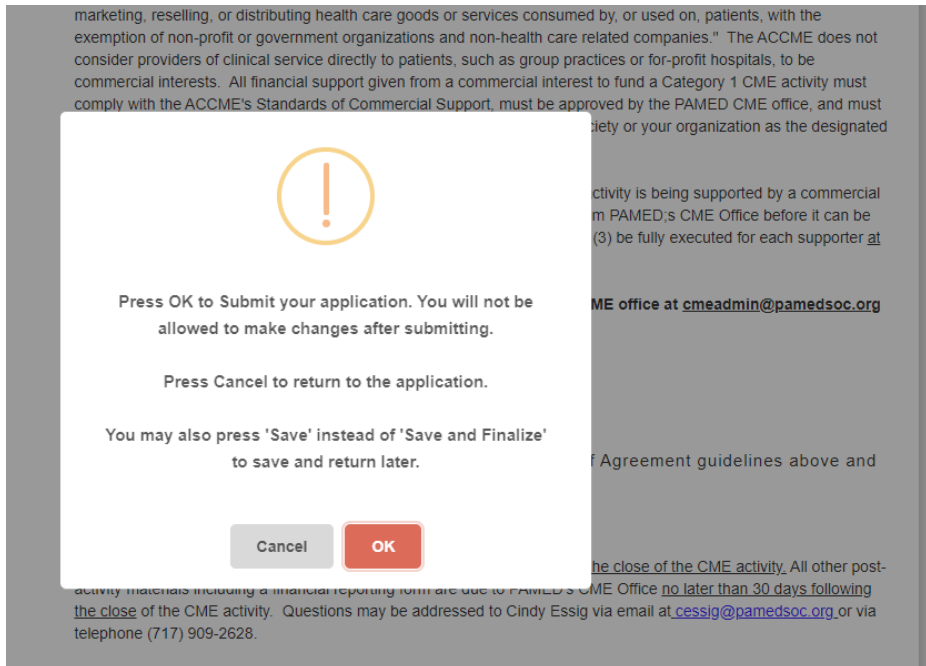 marketing, reselling, or distributing health care goods or services consumed by, or used on, patients, with the
exemption of non-profit or government organizations and non-health care related companies." The ACCME does not
consider providers of clinical service directly to patients, such as group practices or for-profit hospitals, to be
commercial interests. All financial support given from a commercial interest to fund a Category 1 CME activity must
comply with the ACCME's Standards of Commercial Support, must be approved by the PAMED CME office, and must
ciety or your organization as the designated
ctivity is being supported by a commercial
m PAMED;s CME Office before it can be
(3) be fully executed for each supporter at
ME office at cmeadmin@pamedsoc.org
Press OK to Submit your application. You will not be
allowed to make changes after submitting.
Press Cancel to return to the application.
You may also press 'Save' instead of 'Save and Finalize'
to save and return later.
f Agreement guidelines above and
Cancel
OK
he close of the CME activity. All other post-
activity materials including a financial reporting form are due to PAMED's CME Office no later than 30 days following
the close of the CME activity. Questions may be addressed to Cindy Essig via email at cessig@pamedsoc.org or via
telephone (717) 909-2628.